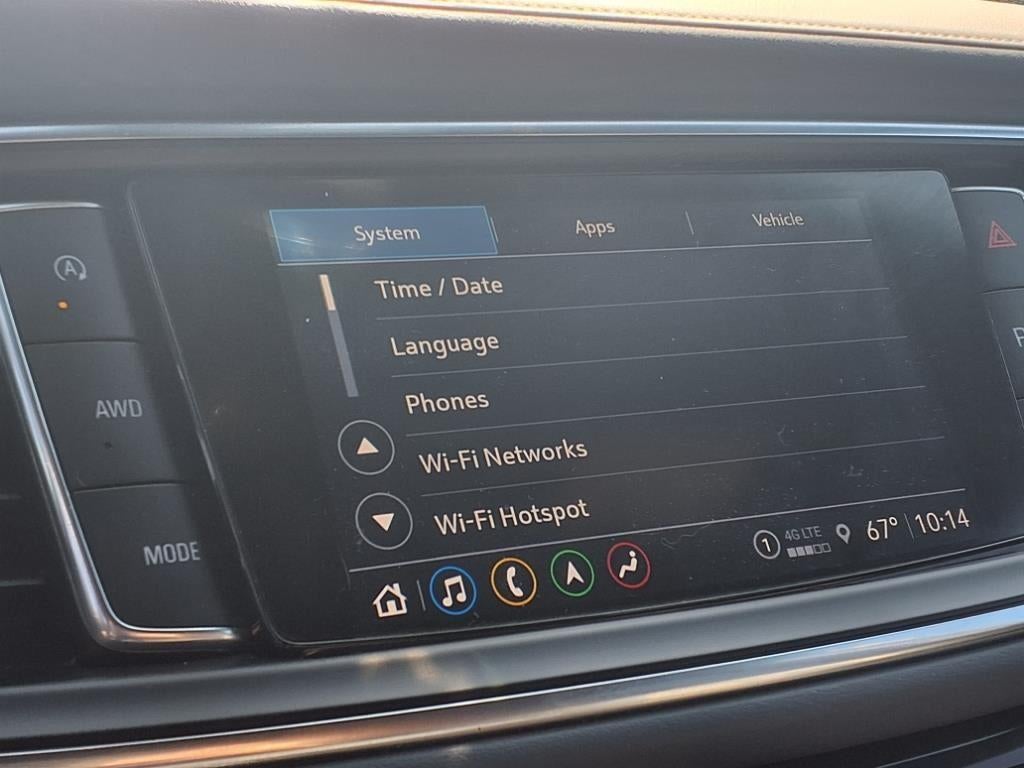 System Apps Vehicle
A
Time / Date
Language
AWD
Phones
Wi-Fi Networks
Wi-Fi Hotspot
MODE
1 4G LTE 67° 10:14